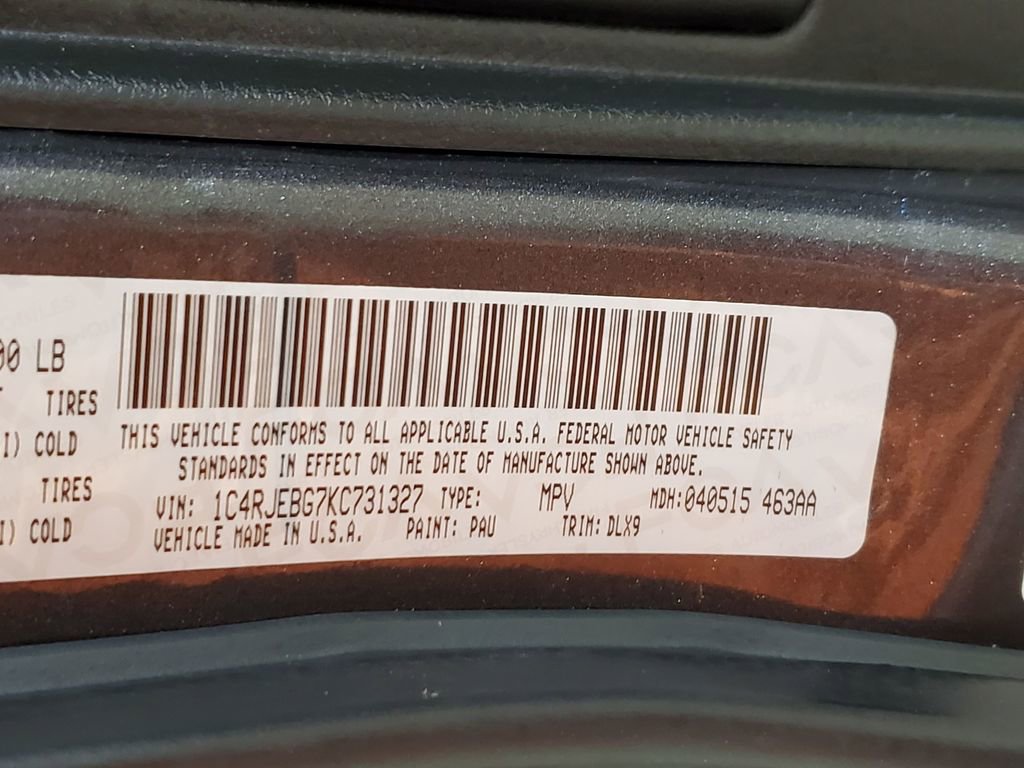 00 LB
TIRES
I) COLD
TIRES
I) COLD
THIS VEHICLE CONFORMS TO ALL APPLICABLE U.S.A. FEDERAL MOTOR VEHICLE SAFETY
STANDARDS IN EFFECT ON THE DATE OF MANUFACTURE SHOWN ABOVE.
VIN: 1C4RJEBG7KC731327 TYPE: MPV MDH:040515 463AA
VEHICLE MADE IN U.S.A. PAINT: PAU TRIM: DLX9